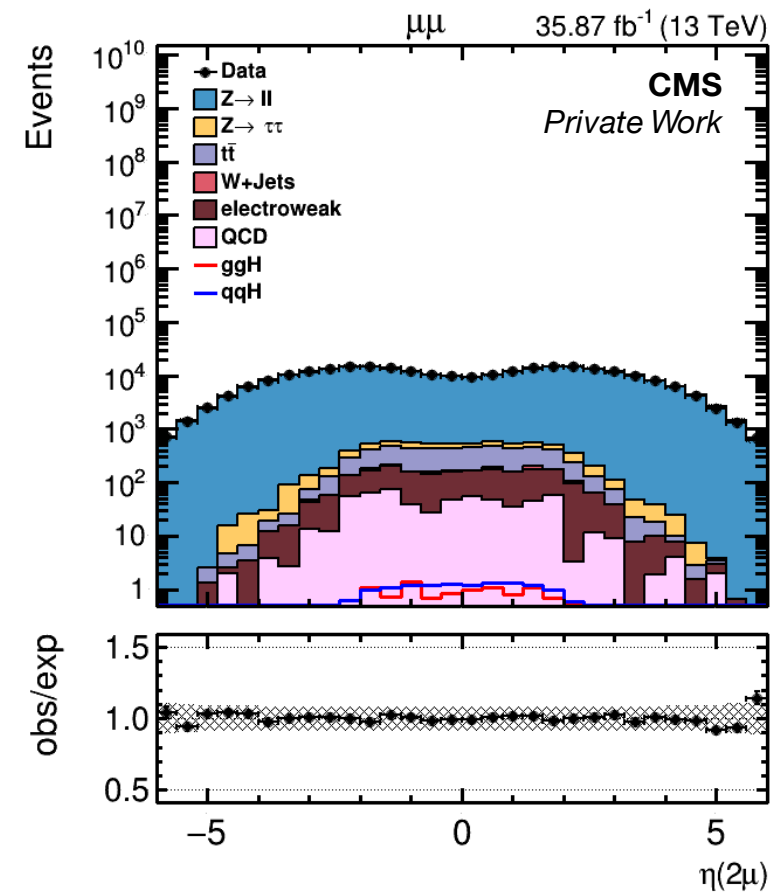 μμ 35.87 fb⁻¹ (13 TeV)
Events
10¹⁰
10⁹
10⁸
10⁷
10⁶
10⁵
10⁴
10³
10²
10
1
Data
Z→ ll
Z→ ττ
tt̄
W+Jets
electroweak
QCD
ggH
qqH
CMS
Private Work
obs/exp
1.5
1.0
0.5
−5 0 5
η(2μ)